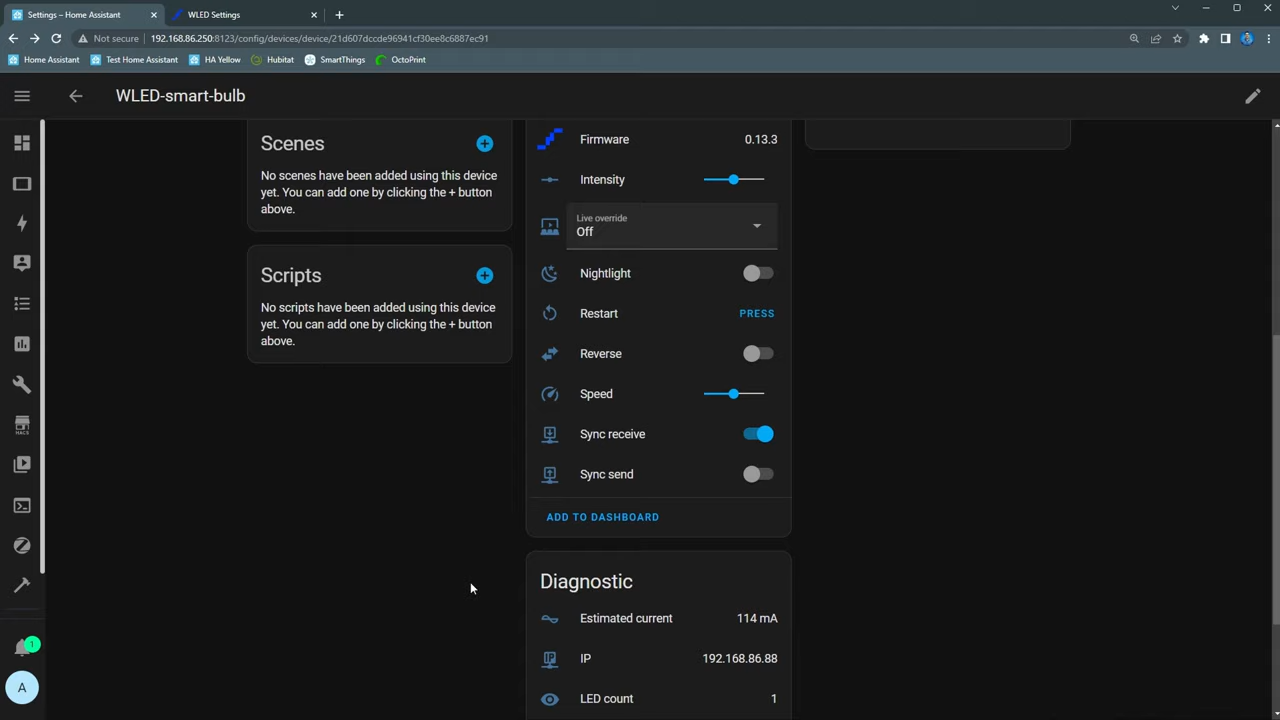 Settings – Home Assistant
WLED Settings
Not secure
192.168.86.250:8123/config/devices/device/21d607dccde96941cf30ee8c6887ec91
Home Assistant
Test Home Assistant
HA Yellow
Hubitat
SmartThings
OctoPrint
WLED-smart-bulb
Scenes
No scenes have been added using this device
yet. You can add one by clicking the + button
above.
Scripts
No scripts have been added using this device
yet. You can add one by clicking the + button
above.
Firmware
0.13.3
Intensity
Live override
Off
Nightlight
Restart
PRESS
Reverse
Speed
Sync receive
Sync send
ADD TO DASHBOARD
Diagnostic
Estimated current
114 mA
IP
192.168.86.88
LED count
1
HACS
1
A